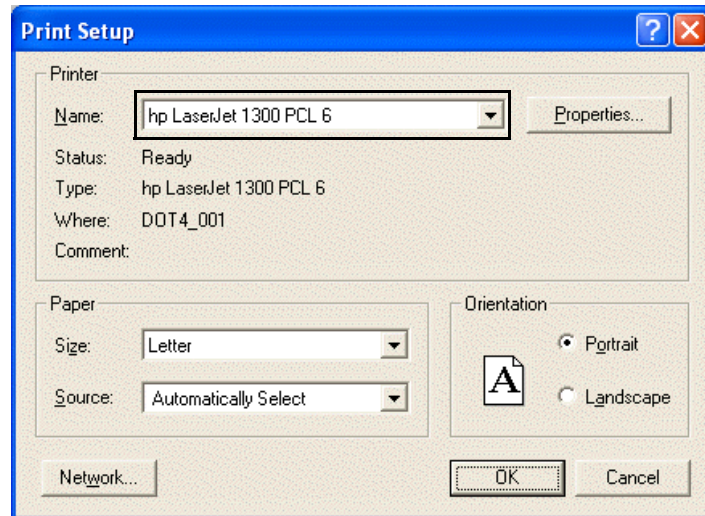 Print Setup
Printer
Name: hp LaserJet 1300 PCL 6 Properties...
Status: Ready
Type: hp LaserJet 1300 PCL 6
Where: DOT4_001
Comment:
Paper
Size: Letter
Source: Automatically Select
Orientation
A
Portrait
Landscape
Network... OK Cancel